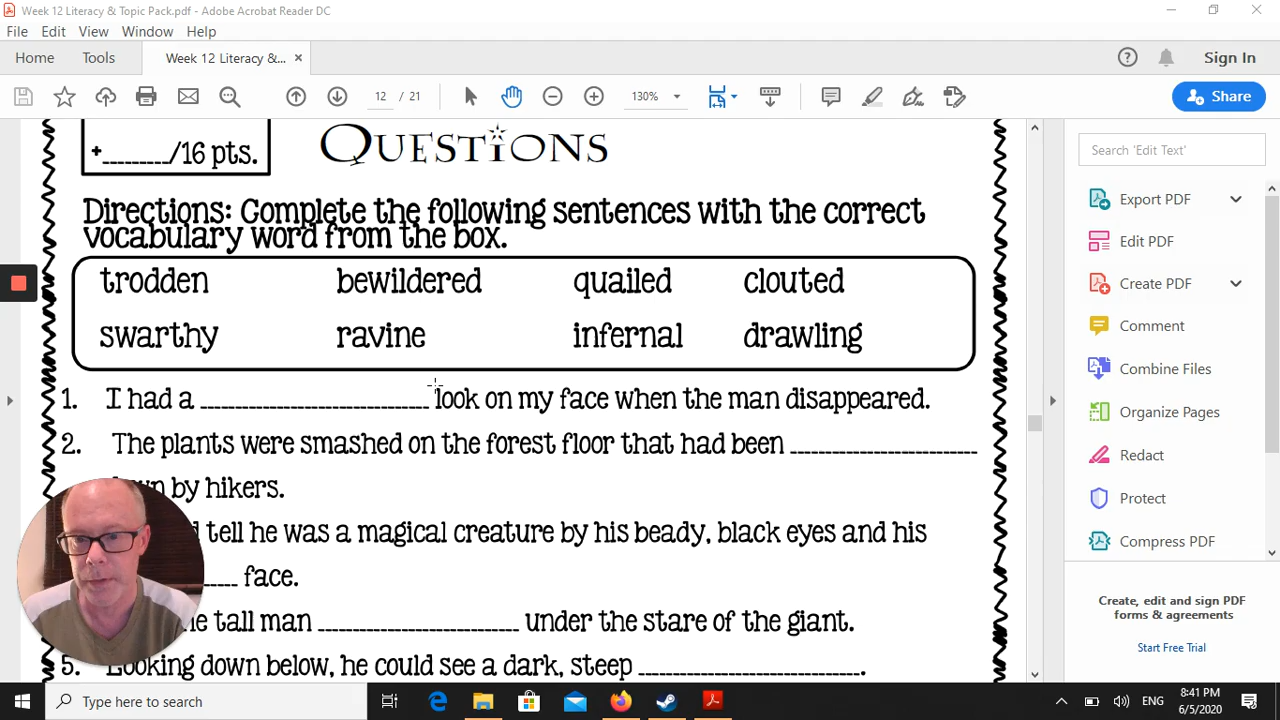 Week 12 Literacy & Topic Pack.pdf - Adobe Acrobat Reader DC
File Edit View Window Help
Home Tools Week 12 Literacy &... × Sign In
12 / 21 130% Share
+________/16 pts. QUESTiONS
Search 'Edit Text'
Export PDF
Directions: Complete the following sentences with the correct
vocabulary word from the box.
Edit PDF
trodden bewildered quailed clouted
Create PDF
swarthy ravine infernal drawling
Comment
Combine Files
1. I had a ______________ look on my face when the man disappeared.
Organize Pages
2. The plants were smashed on the forest floor that had been ______________
Redact
by hikers.
Protect
tell he was a magical creature by his beady, black eyes and his
Compress PDF
____ face.
tall man ______________ under the stare of the giant.
5. Looking down below, he could see a dark, steep ______________.
Create, edit and sign PDF
forms & agreements
Start Free Trial
Type here to search
ENG
8:41 PM
6/5/2020